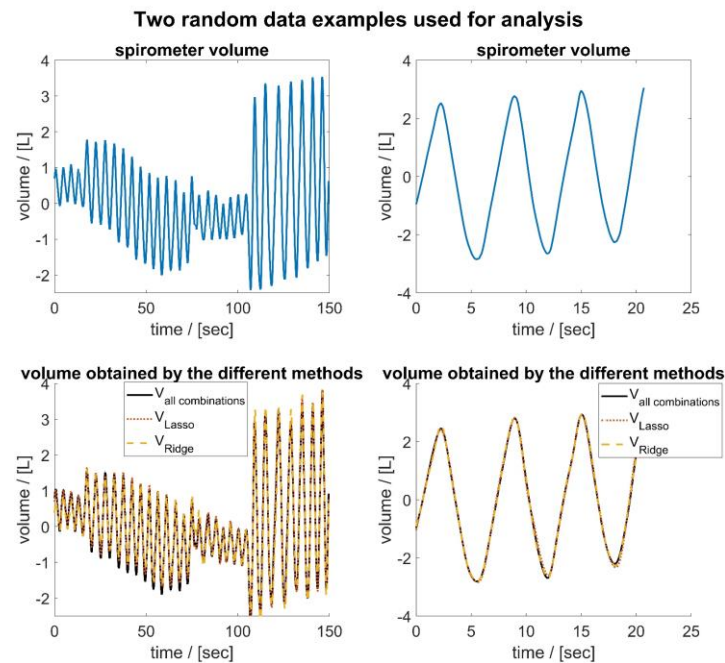 Two random data examples used for analysis
spirometer volume
4
3
2
1
0
-1
-2
volume / [L]
0
50
100
150
time / [sec]
spirometer volume
4
2
0
-2
-4
volume / [L]
0
5
10
15
20
25
time / [sec]
volume obtained by the different methods
V all combinations
V Lasso
V Ridge
4
3
2
1
0
-1
-2
volume / [L]
0
50
100
150
time / [sec]
volume obtained by the different methods
V all combinations
V Lasso
V Ridge
4
2
0
-2
-4
volume / [L]
0
5
10
15
20
25
time / [sec]